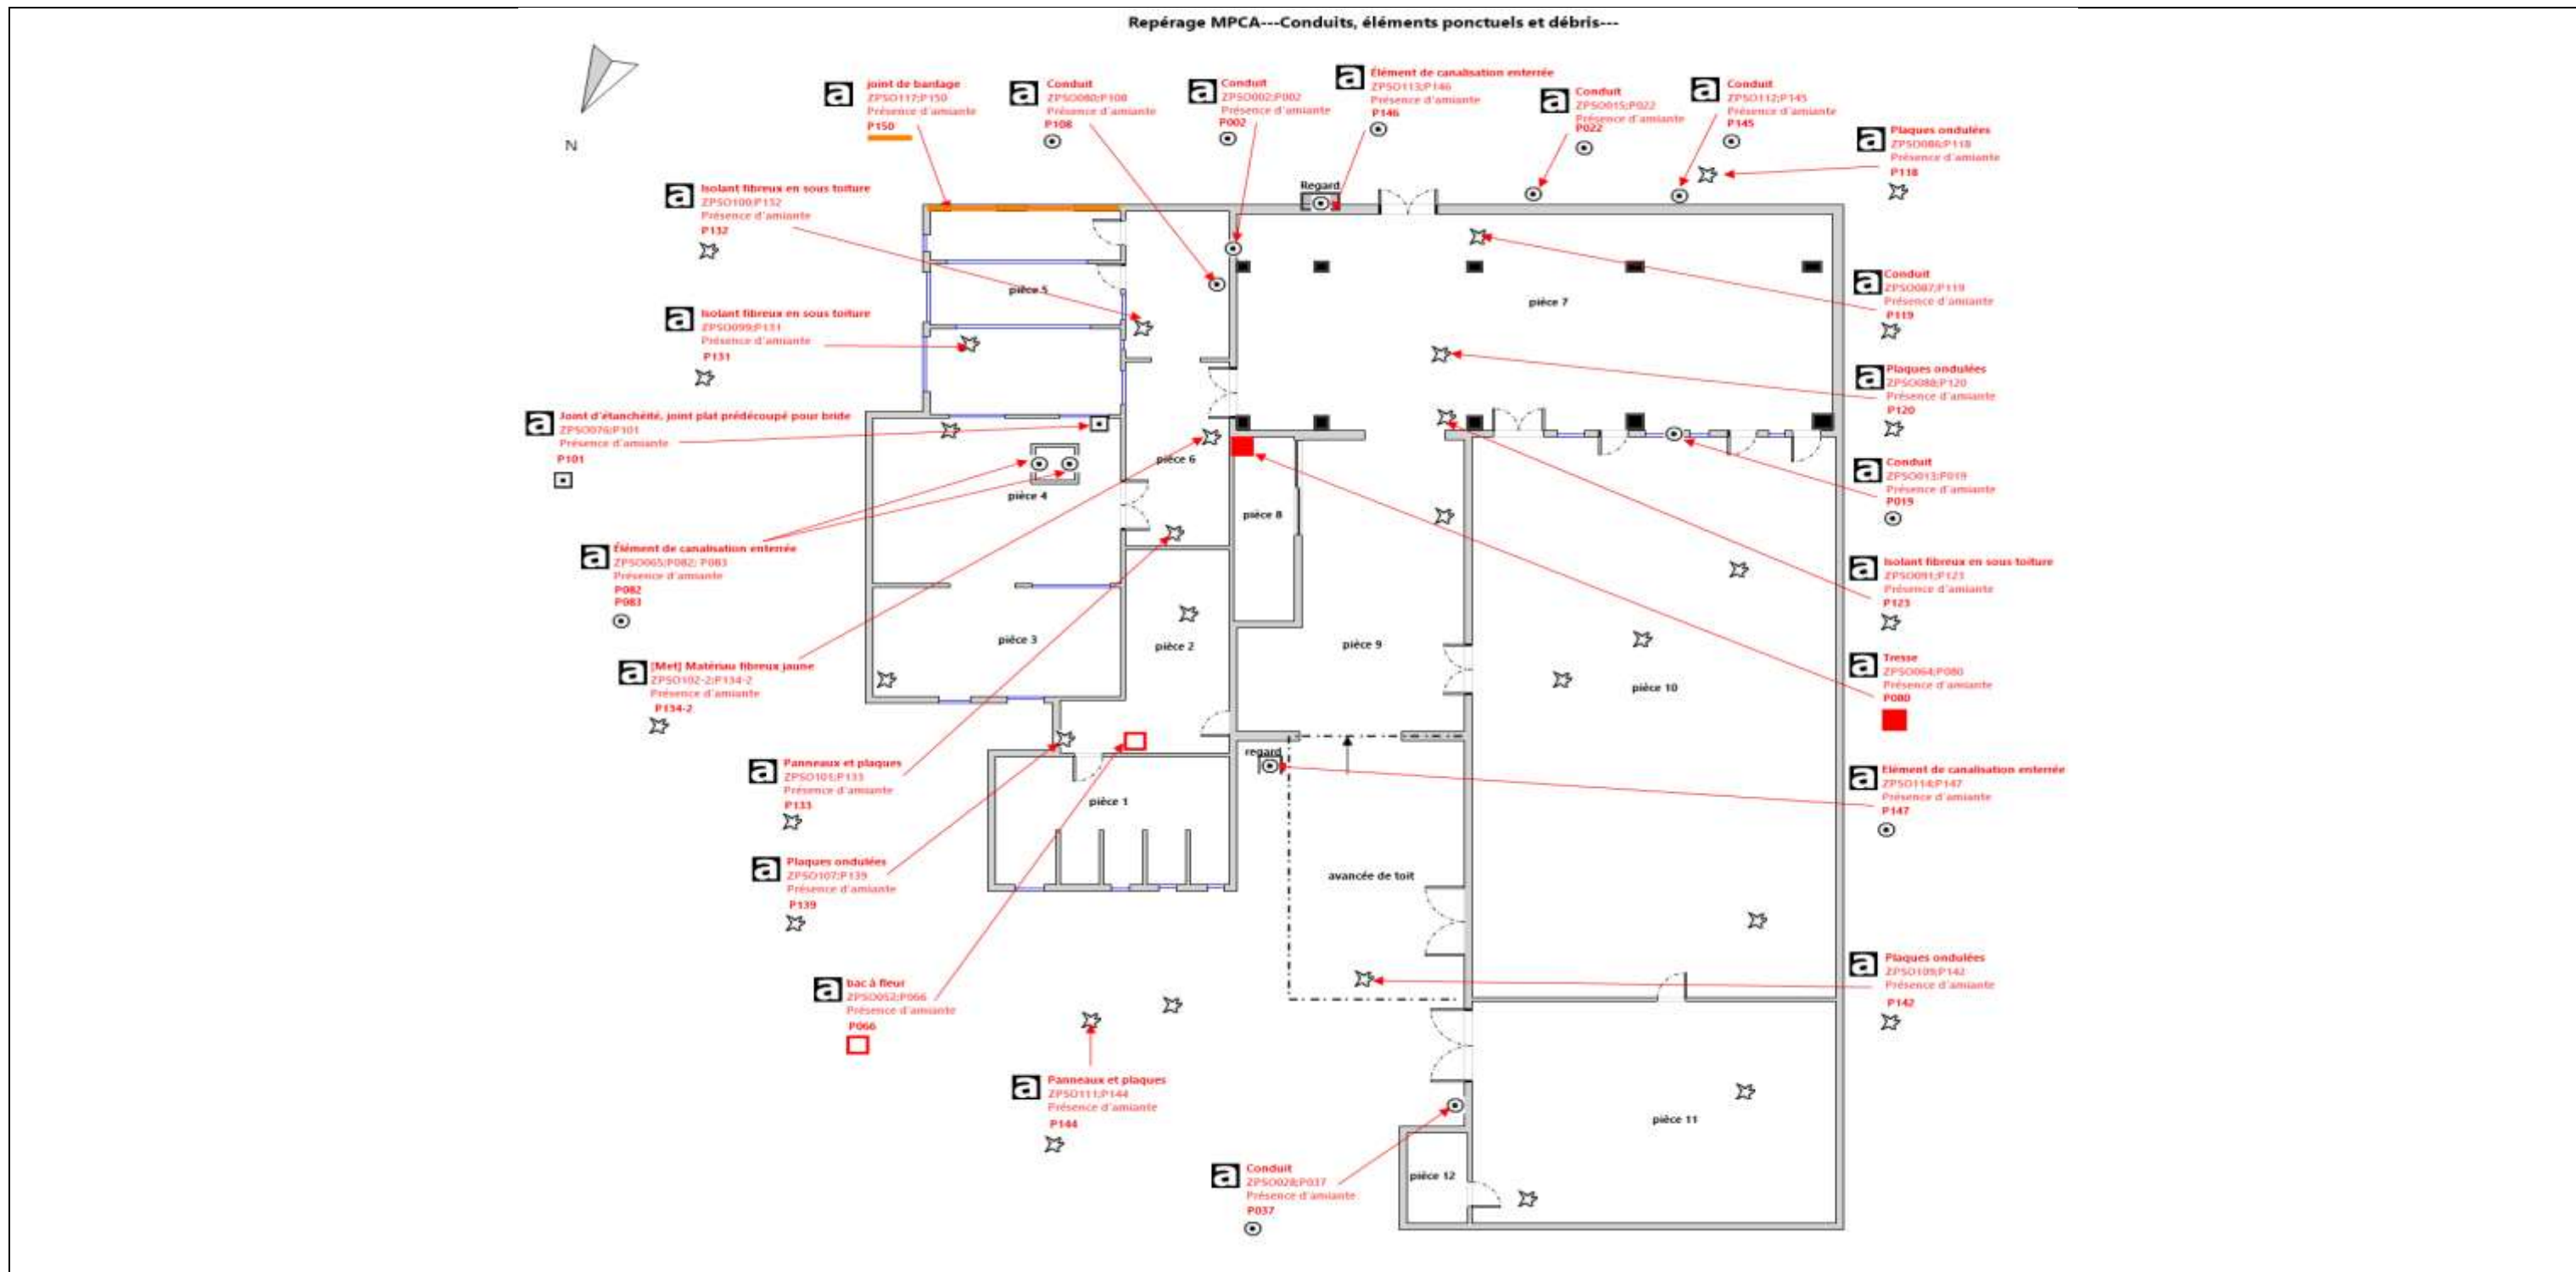 Repérage MPCA---Conduits, éléments ponctuels et débris---
N
a
joint de bardage
ZPSO117;P150
Présence d'amiante
P150
a
Conduit
ZPSO080;P108
Présence d'amiante
P108
a
Conduit
ZPSO002;P002
Présence d'amiante
P002
a
Élément de canalisation enterrée
ZPSO113;P146
Présence d'amiante
P146
a
Conduit
ZPSO015;P022
Présence d'amiante
P022
a
Conduit
ZPSO112;P145
Présence d'amiante
P145
a
Plaques ondulées
ZPSO086;P118
Présence d'amiante
P118
a
Isolant fibreux en sous toiture
ZPSO100;P132
Présence d'amiante
P132
a
Isolant fibreux en sous toiture
ZPSO099;P131
Présence d'amiante
P131
a
Joint d'étanchéité, joint plat prédécoupé pour bride
ZPSO076;P101
Présence d'amiante
P101
a
Élément de canalisation enterrée
ZPSO065;P082; P083
Présence d'amiante
P082
P083
a
[Met] Matériau fibreux jaune
ZPSO102-2;P134-2
Présence d'amiante
P134-2
a
Panneaux et plaques
ZPSO101;P133
Présence d'amiante
P133
a
Plaques ondulées
ZPSO107;P139
Présence d'amiante
P139
a
bac à fleur
ZPSO052;P066
Présence d'amiante
P066
a
Panneaux et plaques
ZPSO111;P144
Présence d'amiante
P144
a
Conduit
ZPSO028;P037
Présence d'amiante
P037
Regard
pièce 5
pièce 7
pièce 6
pièce 4
pièce 8
pièce 3
pièce 2
pièce 9
pièce 10
regard
pièce 1
avancée de toit
pièce 11
pièce 12
a
Conduit
ZPSO087;P119
Présence d'amiante
P119
a
Plaques ondulées
ZPSO088;P120
Présence d'amiante
P120
a
Conduit
ZPSO013;P019
Présence d'amiante
P019
a
Isolant fibreux en sous toiture
ZPSO091;P123
Présence d'amiante
P123
a
Tresse
ZPSO064;P080
Présence d'amiante
P080
a
Elément de canalisation enterrée
ZPSO114;P147
Présence d'amiante
P147
a
Plaques ondulées
ZPSO109;P142
Présence d'amiante
P142